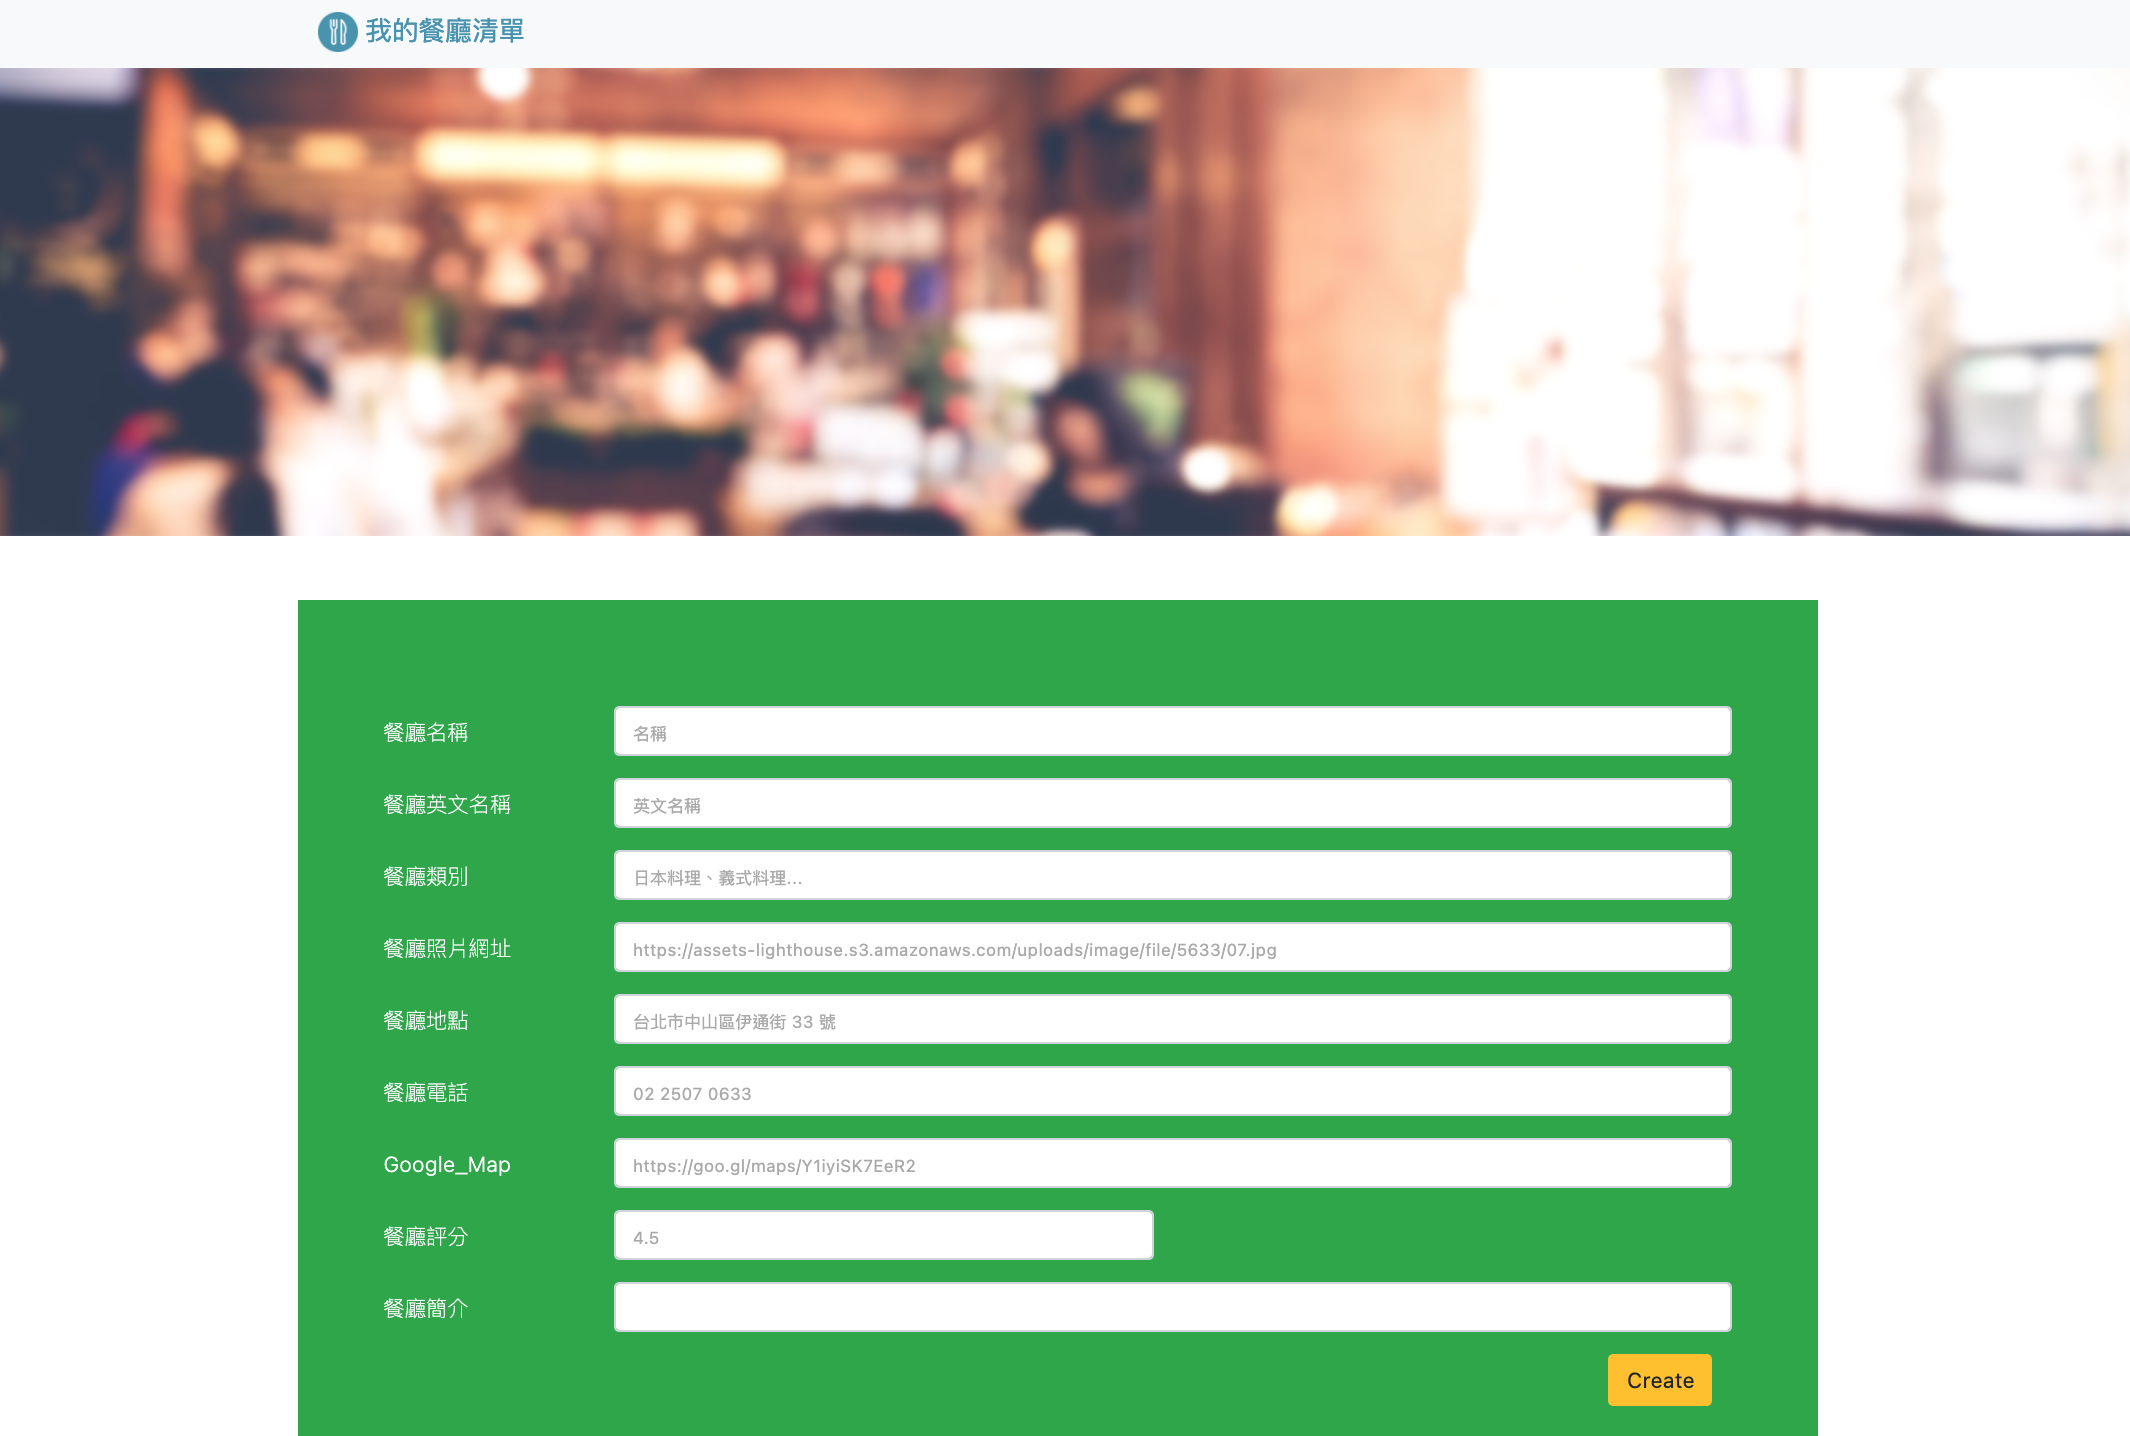 我的餐廳清單
餐廳名稱
名稱
餐廳英文名稱
英文名稱
餐廳類別
日本料理、義式料理...
餐廳照片網址
https://assets-lighthouse.s3.amazonaws.com/uploads/image/file/5633/07.jpg
餐廳地點
台北市中山區伊通街 33 號
餐廳電話
02 2507 0633
Google_Map
https://goo.gl/maps/Y1iyiSK7EeR2
餐廳評分
4.5
餐廳簡介
Create